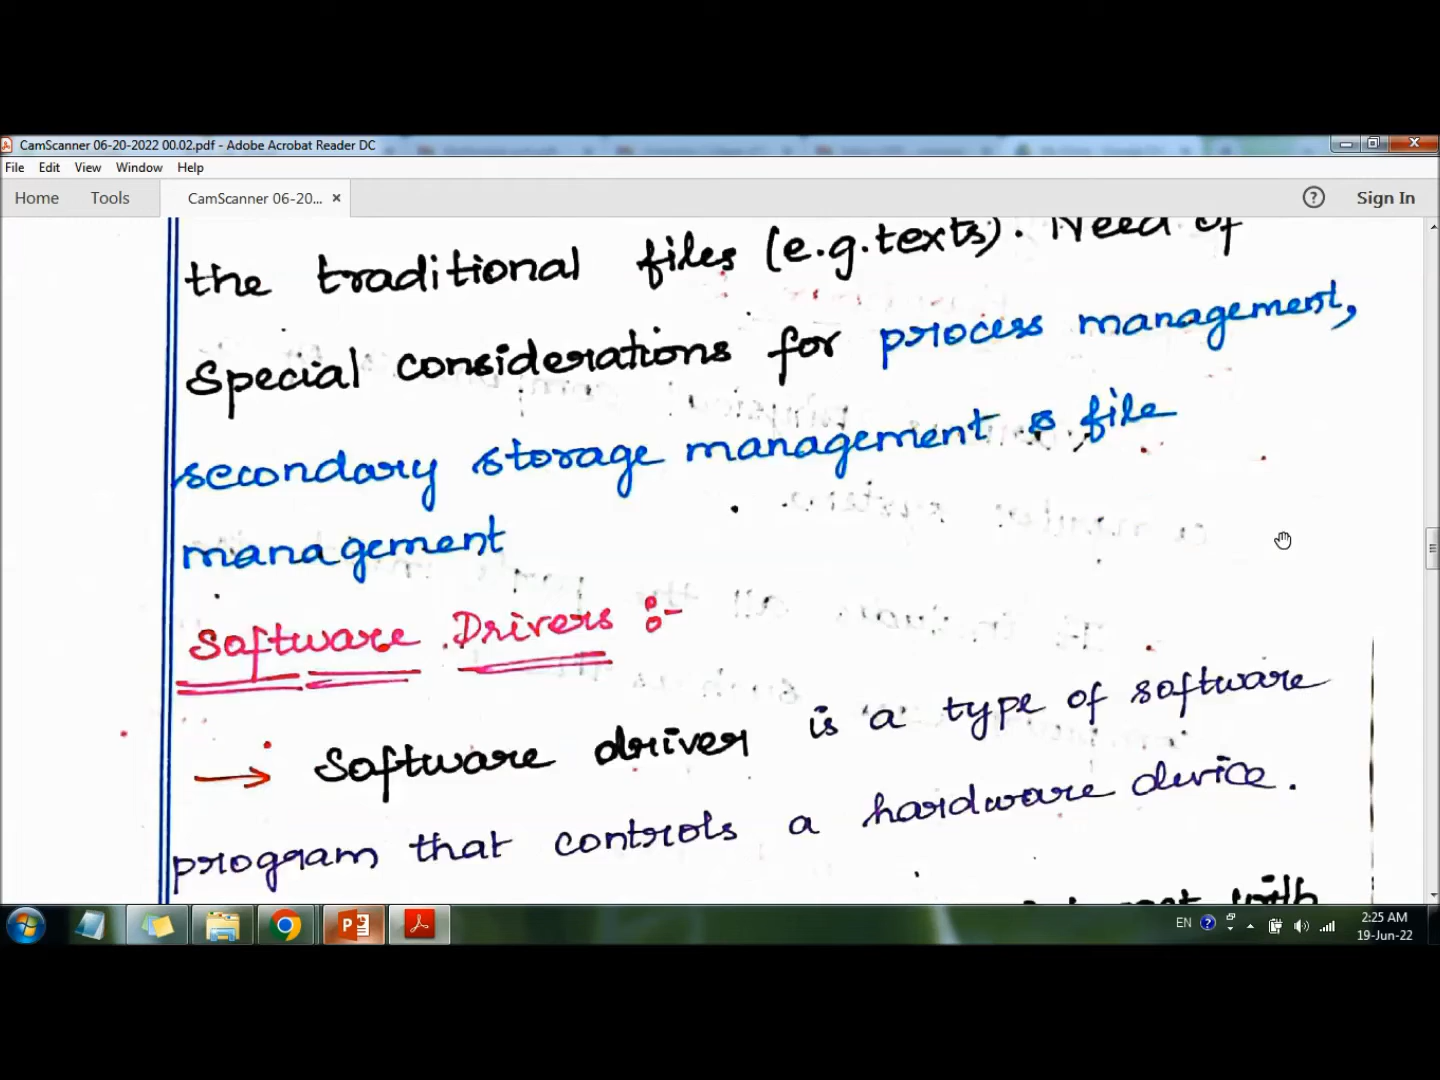 CamScanner 06-20-2022 00.02.pdf - Adobe Acrobat Reader DC
File Edit View Window Help
Home Tools CamScanner 06-20... × Sign In
the traditional files (e.g. texts). Need of
Special considerations for process management,
secondary storage management & file
management
Software Drivers :-
→ Software driver is a type of software
program that controls a hardware device.
with
EN 2:25 AM
19-Jun-22